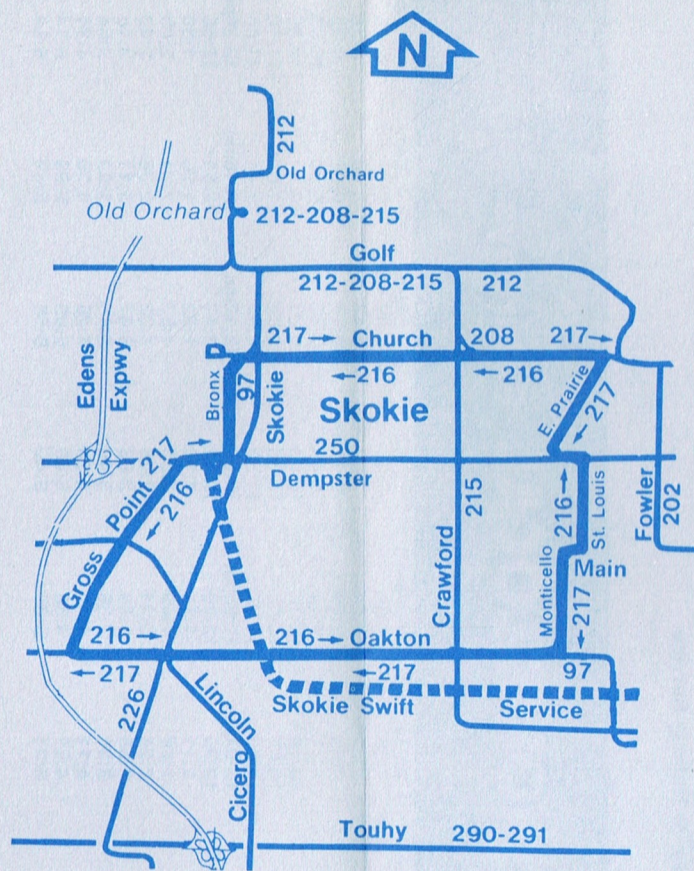 N
212
Old Orchard
Old Orchard
212-208-215
Golf
212-208-215
212
217→
Church
208
217→
Edens
Expwy
Bronx
97
Skokie
←216
←216
Skokie
E. Prairie
←217
217
→
250
Dempster
Gross Point
←216
215
Crawford
216→
St. Louis
Fowler
202
Monticello
Main
←217
216→
216→
Oakton
←217
←217
97
226
Lincoln
Skokie Swift
Service
Cicero
Touhy
290-291